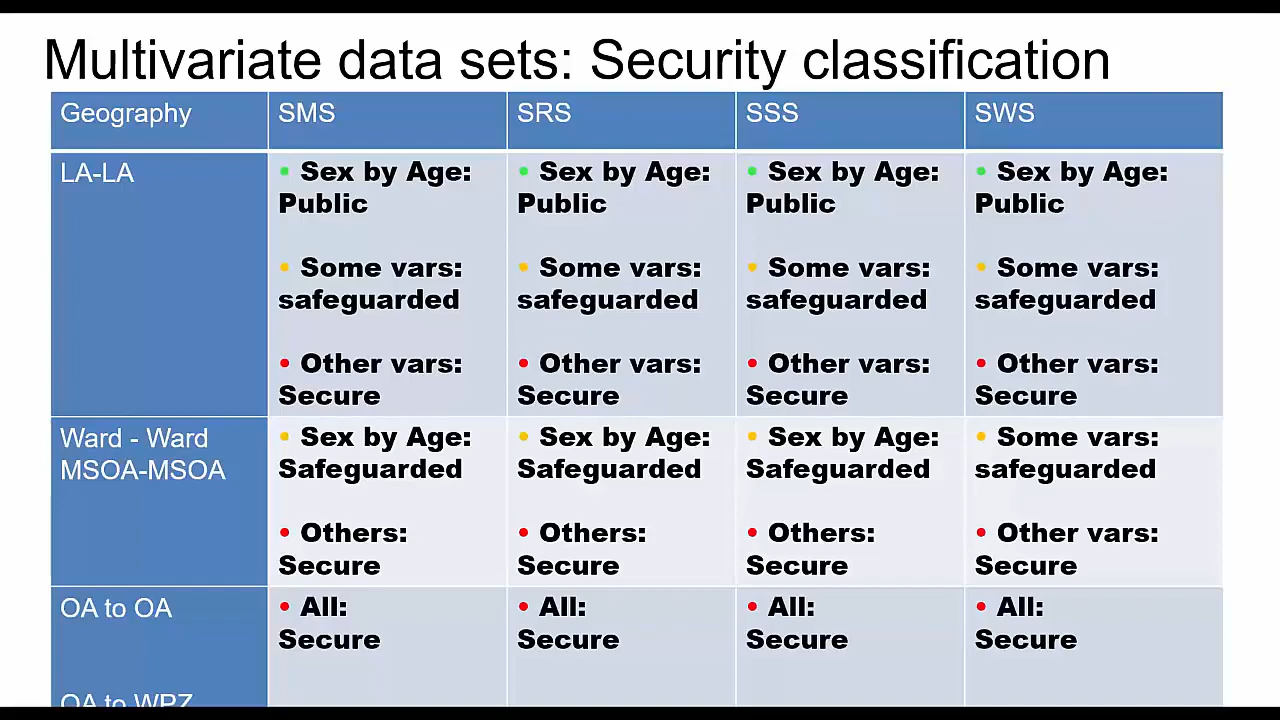 Multivariate data sets: Security classification
Geography SMS SRS SSS SWS
LA-LA
• Sex by Age:
Public
• Some vars:
safeguarded
• Other vars:
Secure
• Sex by Age:
Public
• Some vars:
safeguarded
• Other vars:
Secure
• Sex by Age:
Public
• Some vars:
safeguarded
• Other vars:
Secure
• Sex by Age:
Public
• Some vars:
safeguarded
• Other vars:
Secure
Ward - Ward
MSOA-MSOA
• Sex by Age:
Safeguarded
• Others:
Secure
• Sex by Age:
Safeguarded
• Others:
Secure
• Sex by Age:
Safeguarded
• Others:
Secure
• Some vars:
safeguarded
• Other vars:
Secure
OA to OA
OA to WPZ
• All:
Secure
• All:
Secure
• All:
Secure
• All:
Secure